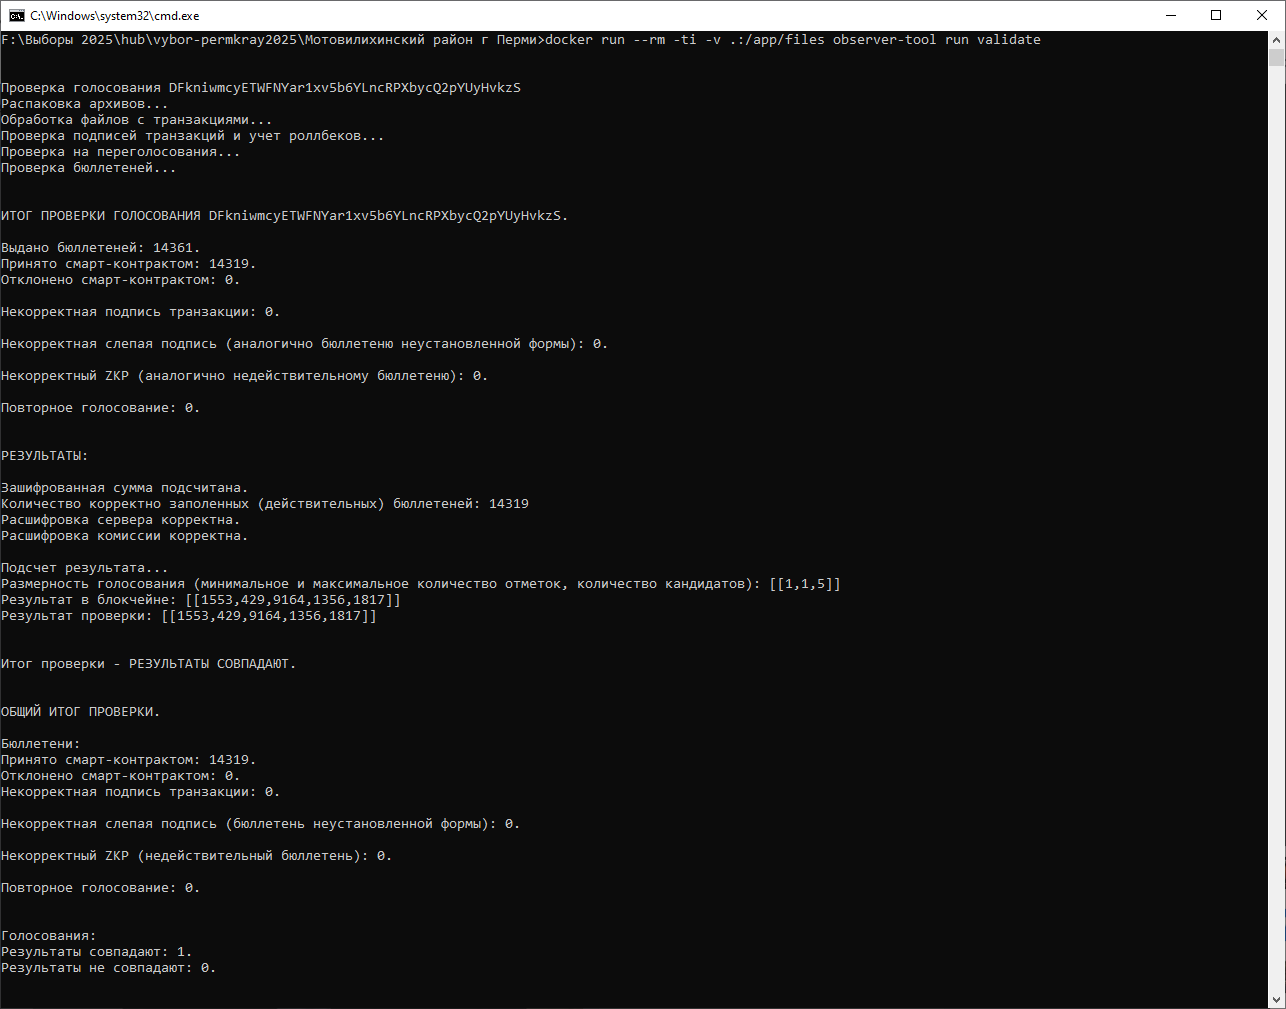 C:\Windows\system32\cmd.exe
F:\Выборы 2025\hub\vybor-permkray2025\Мотовилихинский район г Перми>docker run --rm -ti -v .:/app/files observer-tool run validate
Проверка голосования DFkniwmcyETWFNYar1xv5b6YLncRPXbycQ2pYUyHvkzS
Распаковка архивов...
Обработка файлов с транзакциями...
Проверка подписей транзакций и учет роллбеков...
Проверка на переголосования...
Проверка бюллетеней...
ИТОГ ПРОВЕРКИ ГОЛОСОВАНИЯ DFkniwmcyETWFNYar1xv5b6YLncRPXbycQ2pYUyHvkzS.
Выдано бюллетеней: 14361.
Принято смарт-контрактом: 14319.
Отклонено смарт-контрактом: 0.
Некорректная подпись транзакции: 0.
Некорректная слепая подпись (аналогично бюллетеню неустановленной формы): 0.
Некорректный ZKP (аналогично недействительному бюллетеню): 0.
Повторное голосование: 0.
РЕЗУЛЬТАТЫ:
Зашифрованная сумма подсчитана.
Количество корректно заполенных (действительных) бюллетеней: 14319
Расшифровка сервера корректна.
Расшифровка комиссии корректна.
Подсчет результата...
Размерность голосования (минимальное и максимальное количество отметок, количество кандидатов): [[1,1,5]]
Результат в блокчейне: [[1553,429,9164,1356,1817]]
Результат проверки: [[1553,429,9164,1356,1817]]
Итог проверки - РЕЗУЛЬТАТЫ СОВПАДАЮТ.
ОБЩИЙ ИТОГ ПРОВЕРКИ.
Бюллетени:
Принято смарт-контрактом: 14319.
Отклонено смарт-контрактом: 0.
Некорректная подпись транзакции: 0.
Некорректная слепая подпись (бюллетень неустановленной формы): 0.
Некорректный ZKP (недействительный бюллетень): 0.
Повторное голосование: 0.
Голосования:
Результаты совпадают: 1.
Результаты не совпадают: 0.